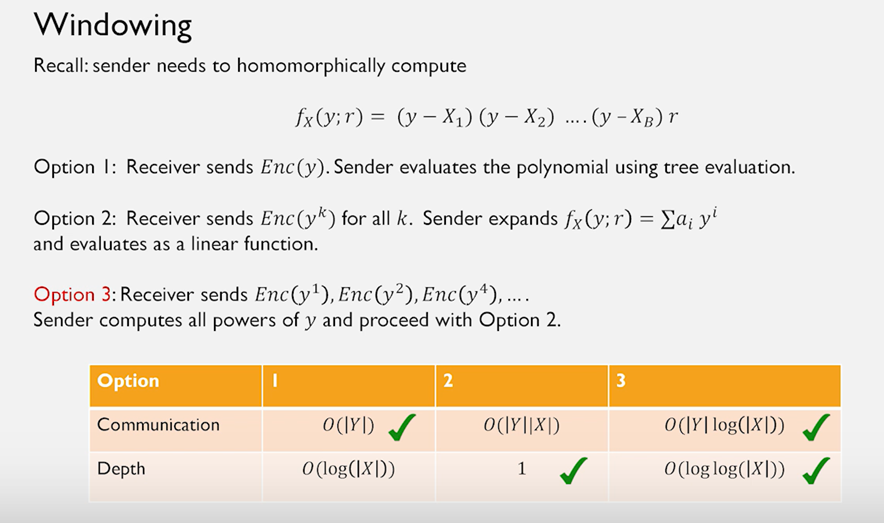 Windowing
Recall: sender needs to homomorphically compute
f_X(y; r) = (y − X_1) (y − X_2) .... (y − X_B) r
Option 1: Receiver sends Enc(y). Sender evaluates the polynomial using tree evaluation.
Option 2: Receiver sends Enc(y^k) for all k. Sender expands f_X(y; r) = ∑a_i y^i
and evaluates as a linear function.
Option 3: Receiver sends Enc(y^1), Enc(y^2), Enc(y^4), ....
Sender computes all powers of y and proceed with Option 2.
Option 1 2 3
Communication O(|Y|) ✓ O(|Y||X|) O(|Y| log(|X|)) ✓
Depth O(log(|X|)) 1 ✓ O(log log(|X|)) ✓